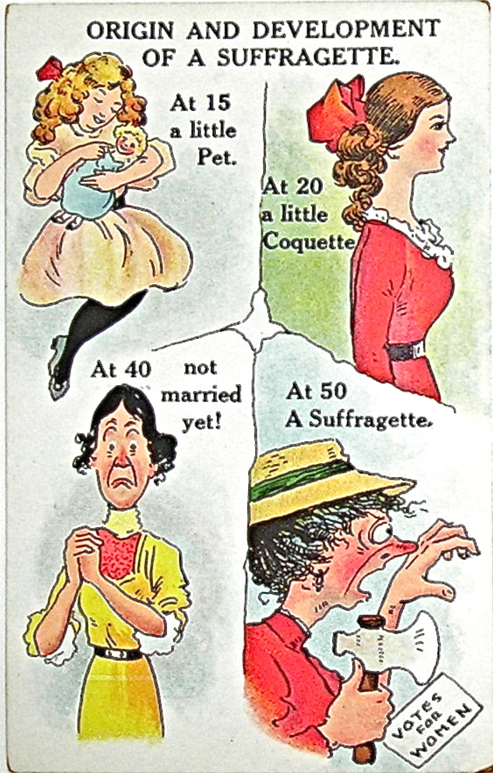 ORIGIN AND DEVELOPMENT
OF A SUFFRAGETTE.
At 15
a little
Pet.
At 20
a little
Coquette
At 40 not
married
yet!
At 50
A Suffragette.
VOTES
FOR
WOMEN